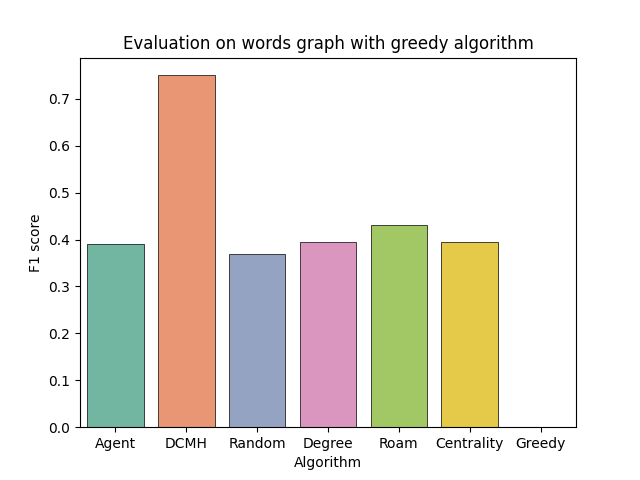 Evaluation on words graph with greedy algorithm
F1 score
0.7
0.6
0.5
0.4
0.3
0.2
0.1
0.0
Agent DCMH Random Degree Roam Centrality Greedy
Algorithm